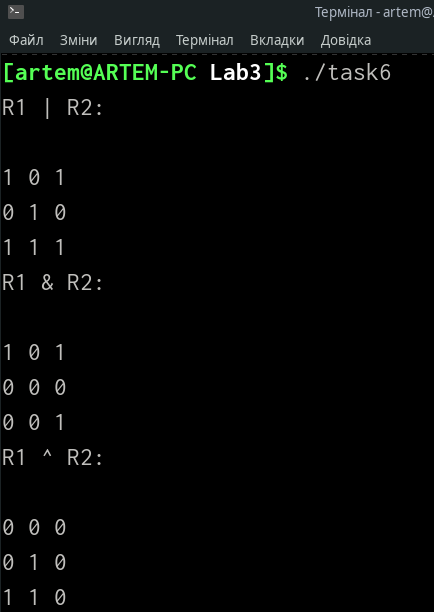 Термінал - artem@
Файл Зміни Вигляд Термінал Вкладки Довідка
[artem@ARTEM-PC Lab3]$ ./task6
R1 | R2:
1 0 1
0 1 0
1 1 1
R1 & R2:
1 0 1
0 0 0
0 0 1
R1 ^ R2:
0 0 0
0 1 0
1 1 0